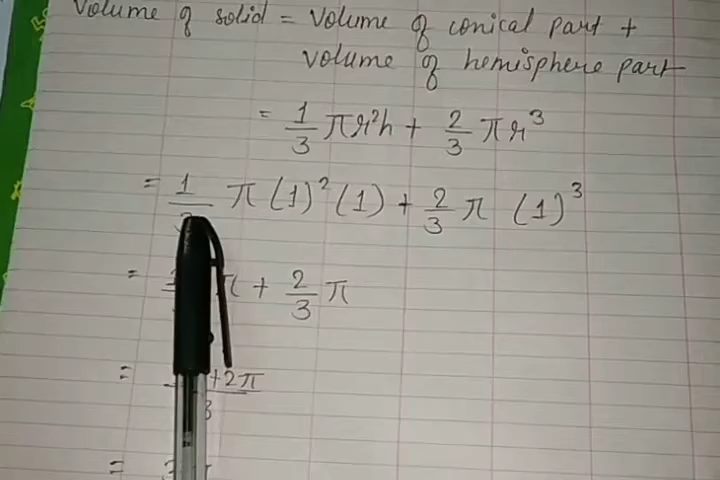 Volume of solid = Volume of conical part +
volume of hemisphere part
= 1/3 πr²h + 2/3 πr³
= 1/3 π (1)² (1) + 2/3 π (1)³
= π + 2/3 π
= +2π/3
=